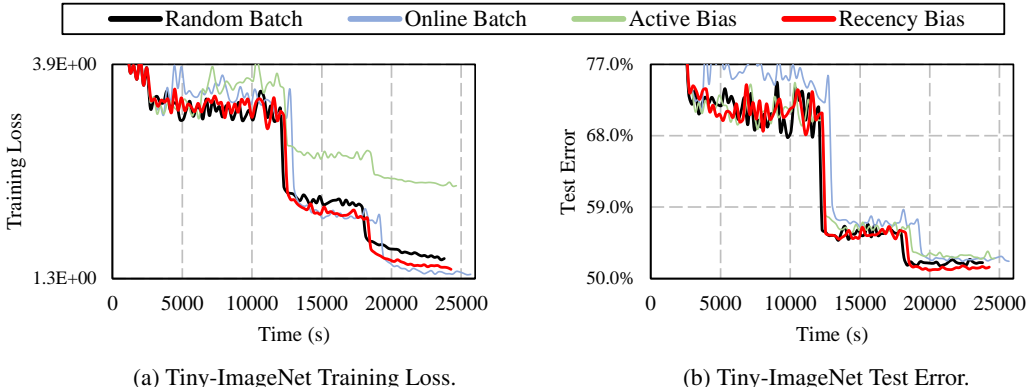 Random Batch Online Batch Active Bias Recency Bias
3.9E+00
1.3E+00
Training Loss
0 5000 10000 15000 20000 25000
Time (s)
(a) Tiny-ImageNet Training Loss.
77.0%
68.0%
59.0%
50.0%
Test Error
0 5000 10000 15000 20000 25000
Time (s)
(b) Tiny-ImageNet Test Error.